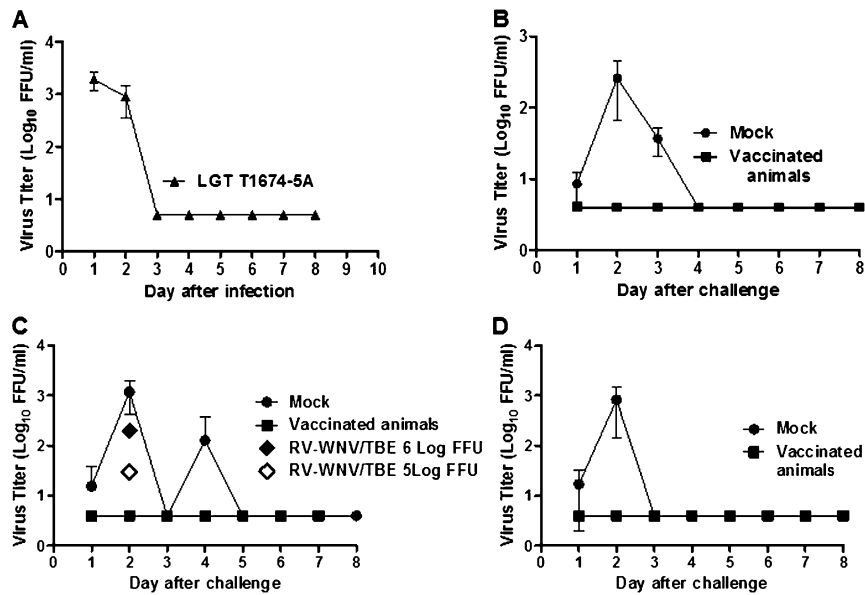 A
Virus Titer (Log10 FFU/ml)
4
3
2
1
0
LGT T1674-5A
0 1 2 3 4 5 6 7 8 9 10
Day after infection
B
Virus Titer (Log10 FFU/ml)
3
2
1
0
Mock
Vaccinated
animals
0 1 2 3 4 5 6 7 8
Day after challenge
C
Virus Titer (Log10 FFU/ml)
4
3
2
1
0
Mock
Vaccinated animals
RV-WNV/TBE 6 Log FFU
RV-WNV/TBE 5Log FFU
0 1 2 3 4 5 6 7 8
Day after challenge
D
Virus Titer (Log10 FFU/ml)
4
3
2
1
0
Mock
Vaccinated
animals
0 1 2 3 4 5 6 7 8
Day after challenge